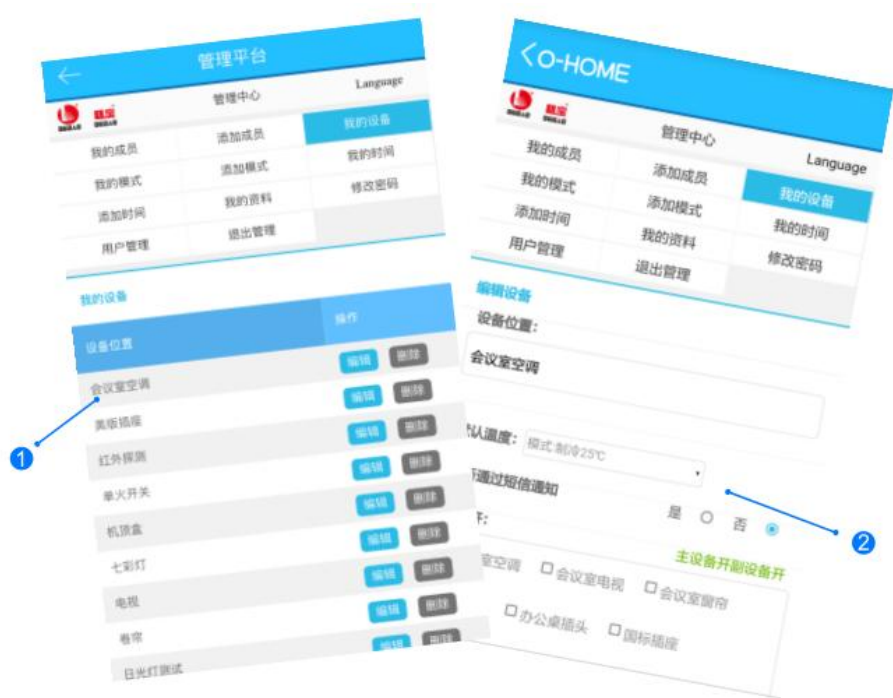 管理平台
管理中心
Language
我的成员
添加成员
我的设备
我的模式
添加模式
我的时间
添加时间
我的资料
修改密码
用户管理
退出管理
我的设备
设备位置
操作
会议室空调
编辑
删除
美版插座
编辑
删除
红外探测
编辑
删除
单火开关
编辑
删除
机顶盒
编辑
删除
七彩灯
编辑
删除
电视
编辑
删除
卷帘
编辑
删除
日光灯测试
编辑
删除
1
O-HOME
管理中心
Language
我的成员
添加成员
我的设备
我的模式
添加模式
我的时间
添加时间
我的资料
修改密码
用户管理
退出管理
编辑设备
设备位置：
会议室空调
认温度：
模式:制冷25℃
通过短信通知
是
否
2
开：
主设备开副设备开
室空调
会议室电视
会议室窗帘
办公桌插头
国标插座